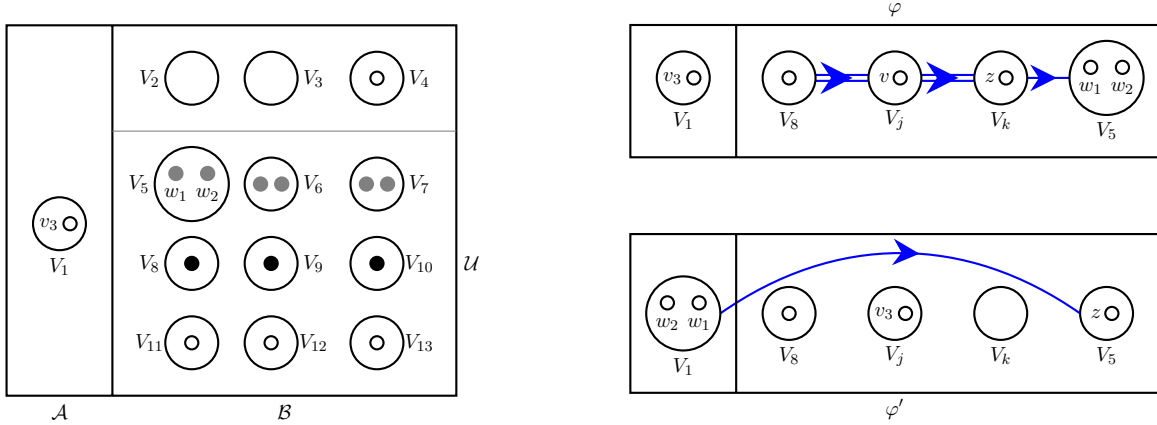 φ
V₂ V₃ V₄
v₃ v z w₁ w₂
V₁ V₈ Vⱼ Vₖ V₅
V₅ w₁ w₂ V₆ V₇
v₃
V₁
V₈ V₉ V₁₀ 𝒰
w₂ w₁ v₃ z
V₁ V₈ Vⱼ Vₖ V₅
V₁₁ V₁₂ V₁₃
𝒜 ℬ
φ′